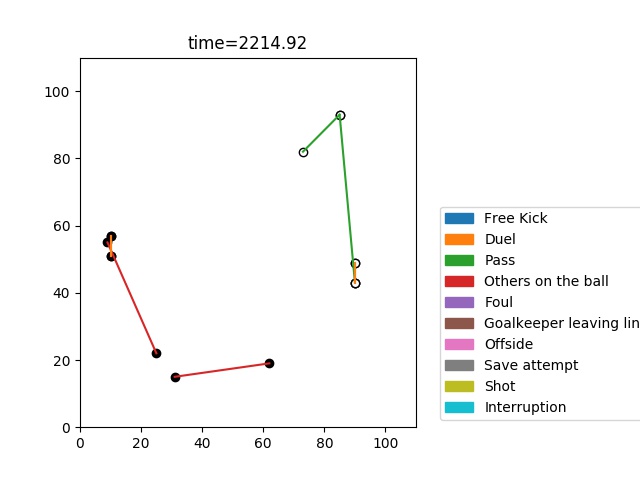 time=2214.92
100
80
60
40
20
0
0 20 40 60 80 100
Free Kick
Duel
Pass
Others on the ball
Foul
Goalkeeper leaving lin
Offside
Save attempt
Shot
Interruption